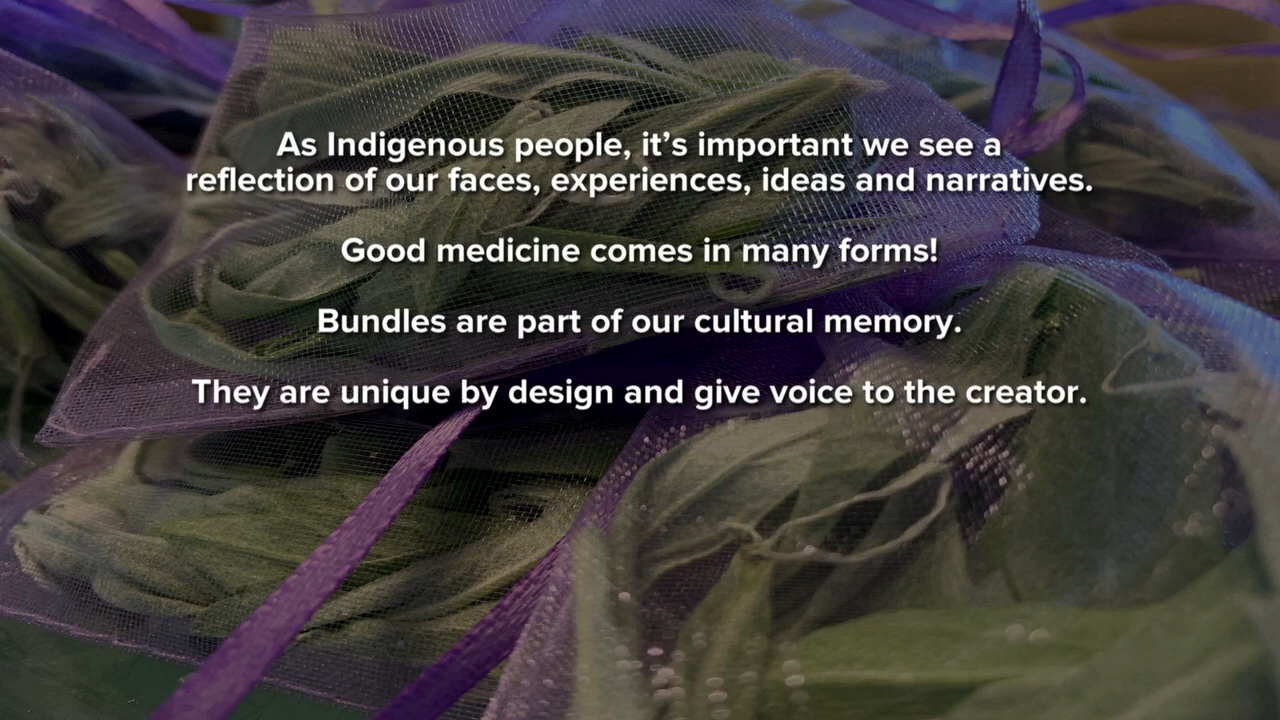 As Indigenous people, it’s important we see a
reflection of our faces, experiences, ideas and narratives.
Good medicine comes in many forms!
Bundles are part of our cultural memory.
They are unique by design and give voice to the creator.